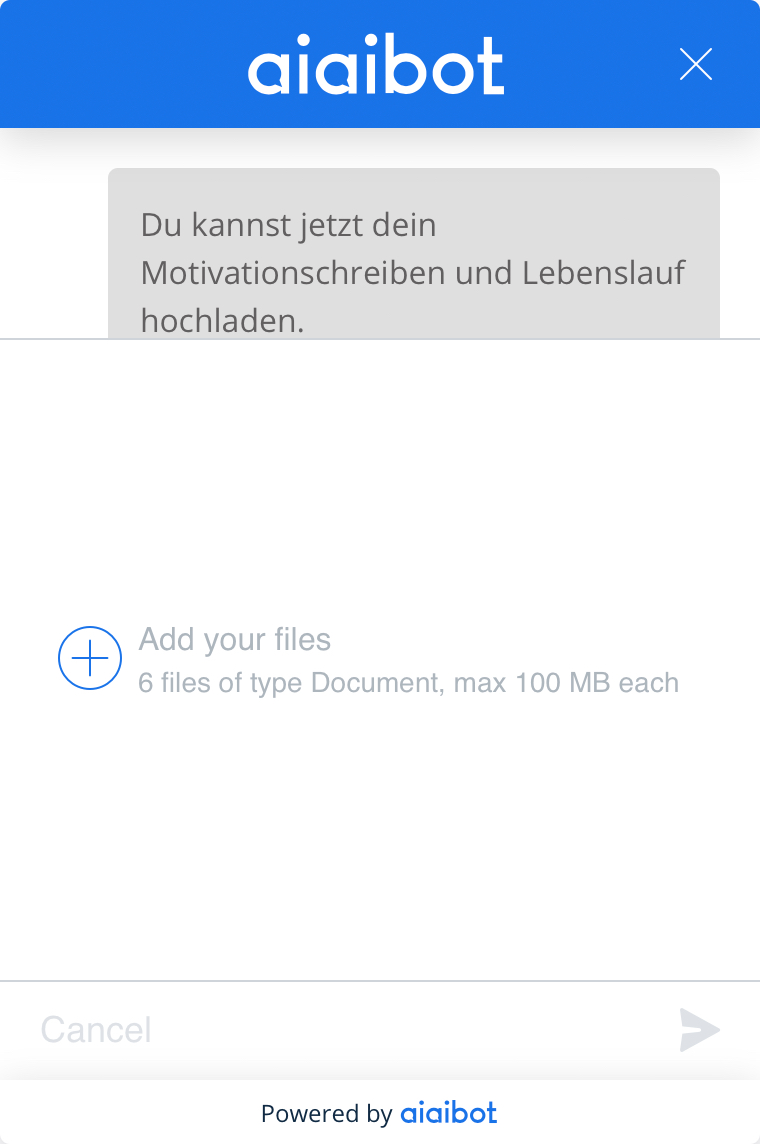 aiaibot
Du kannst jetzt dein
Motivationschreiben und Lebenslauf
hochladen.
Add your files
6 files of type Document, max 100 MB each
Cancel
Powered by aiaibot